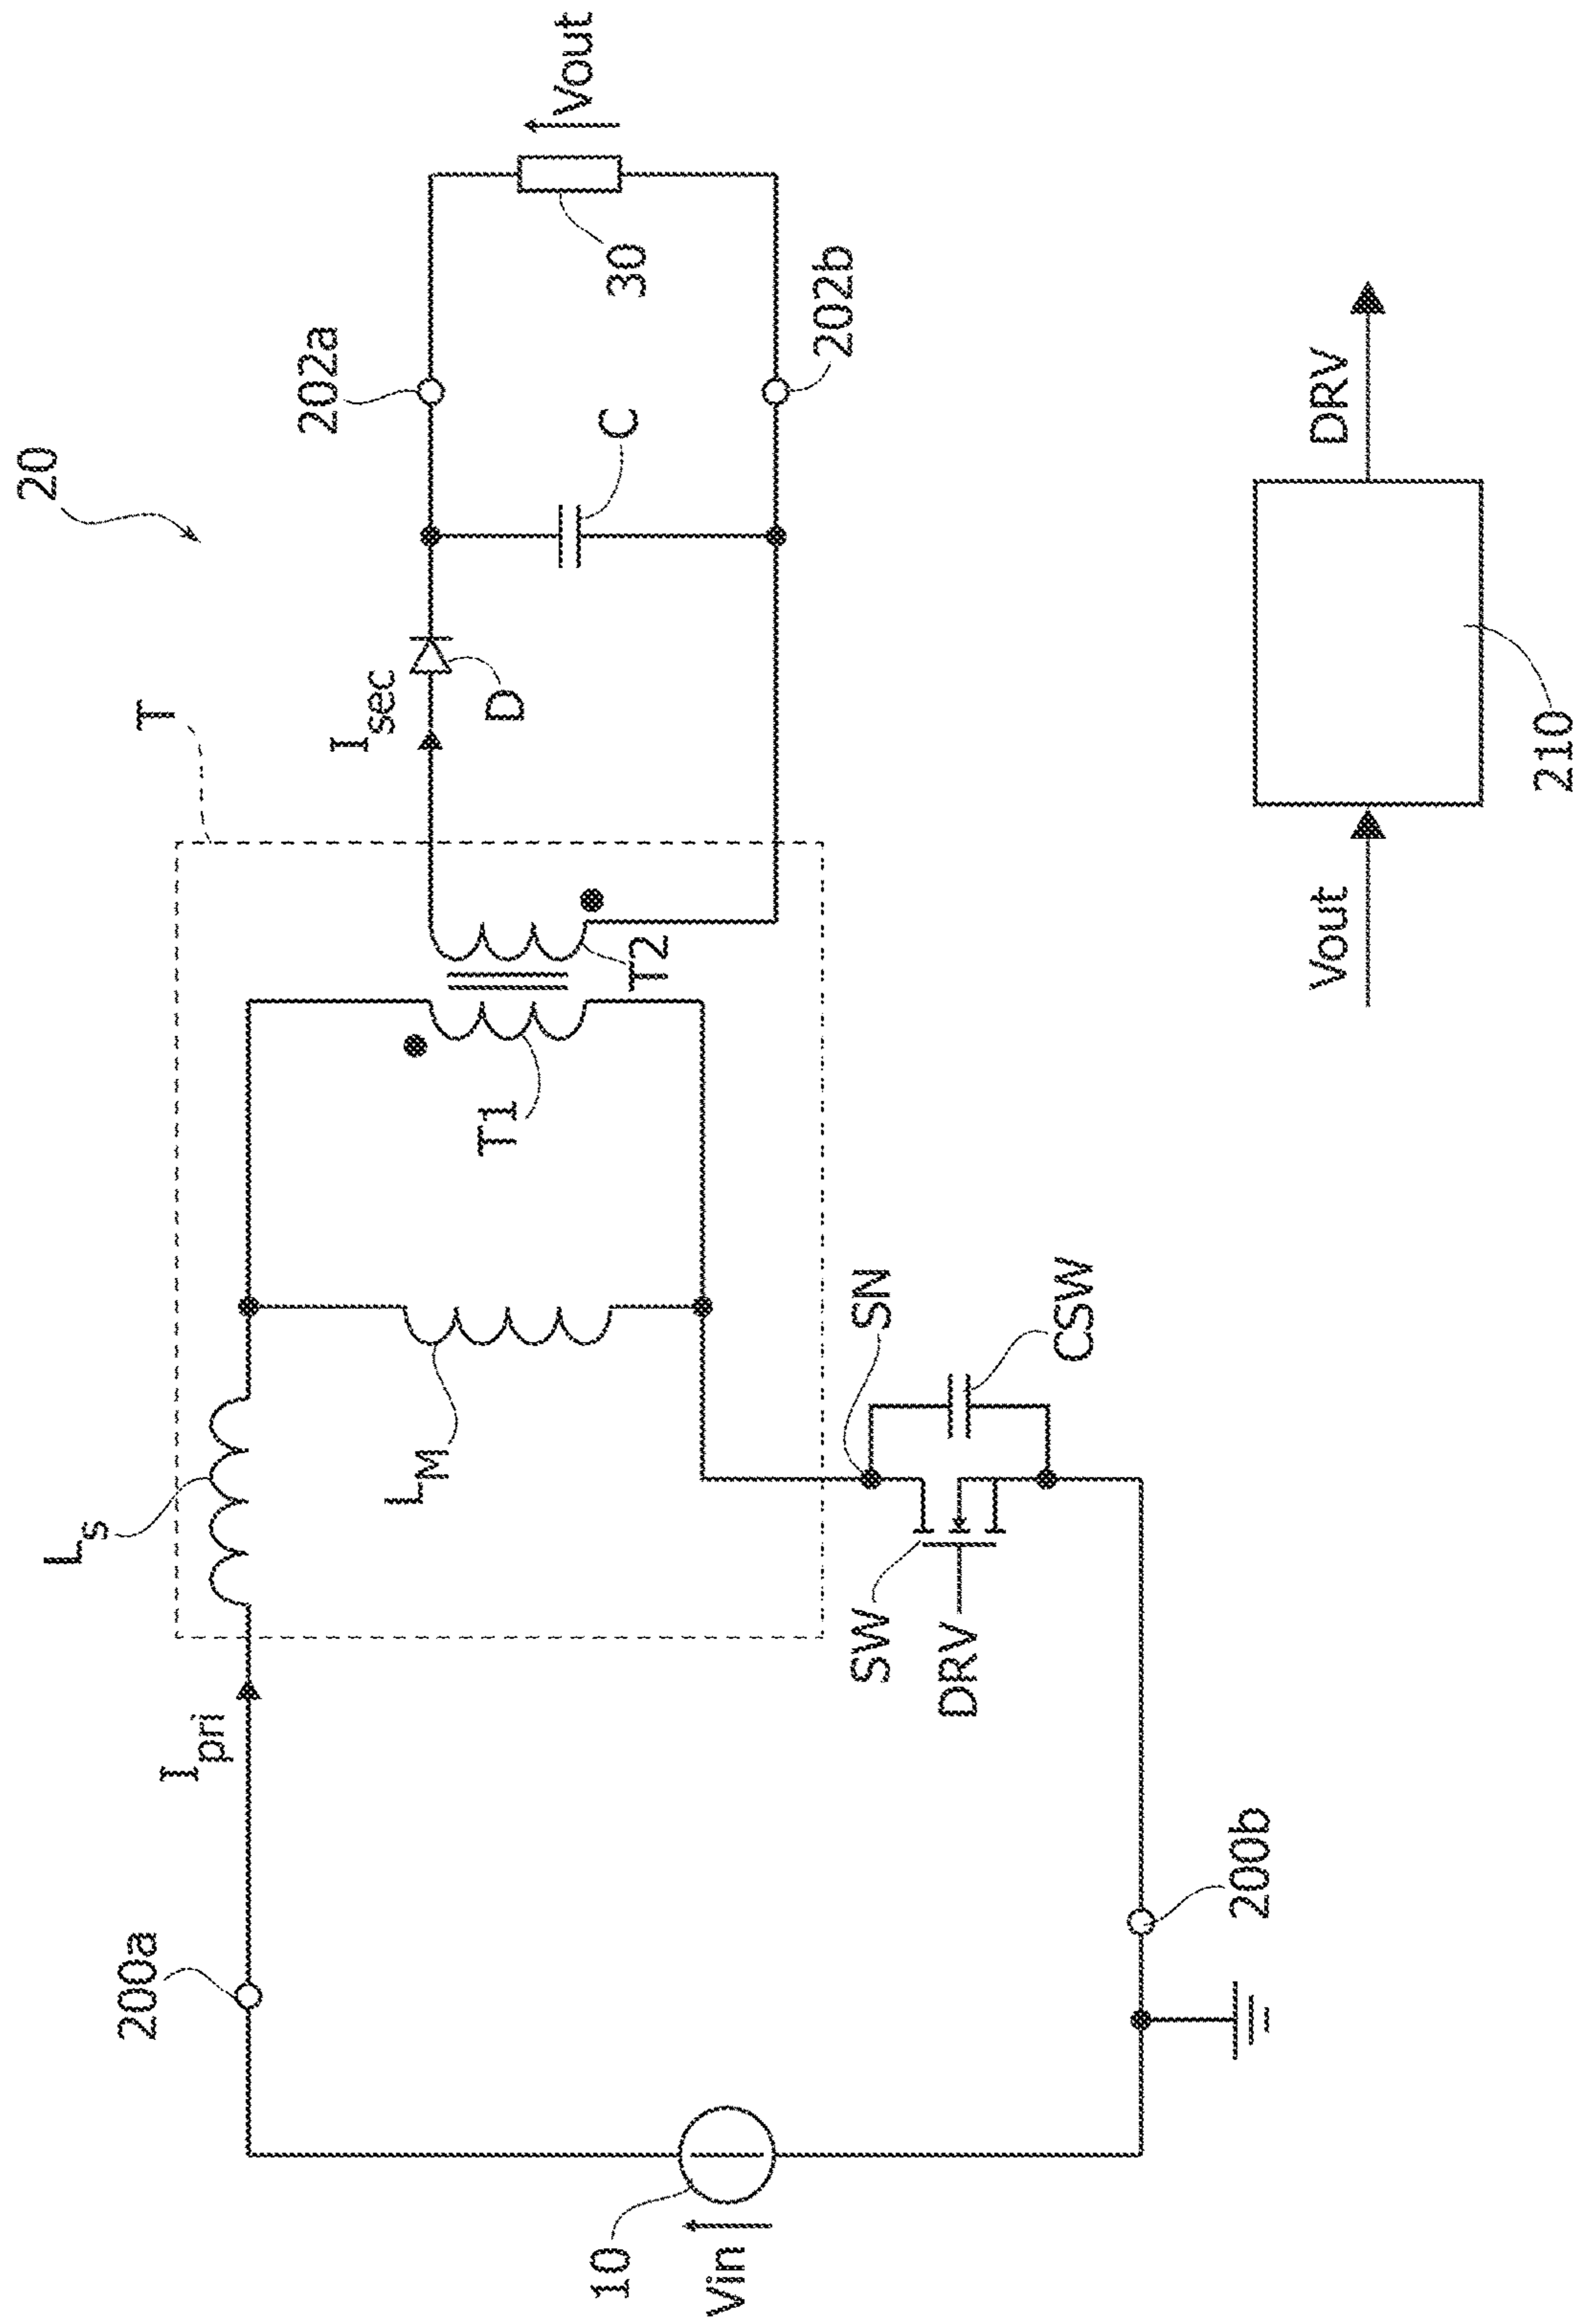 20
T
Ls
LM
T1
T2
Isec
D
C
202a
202b
30
Vout
200a
Ipri
10
Vin
SN
SW
DRV
CSW
200b
Vout
DRV
210